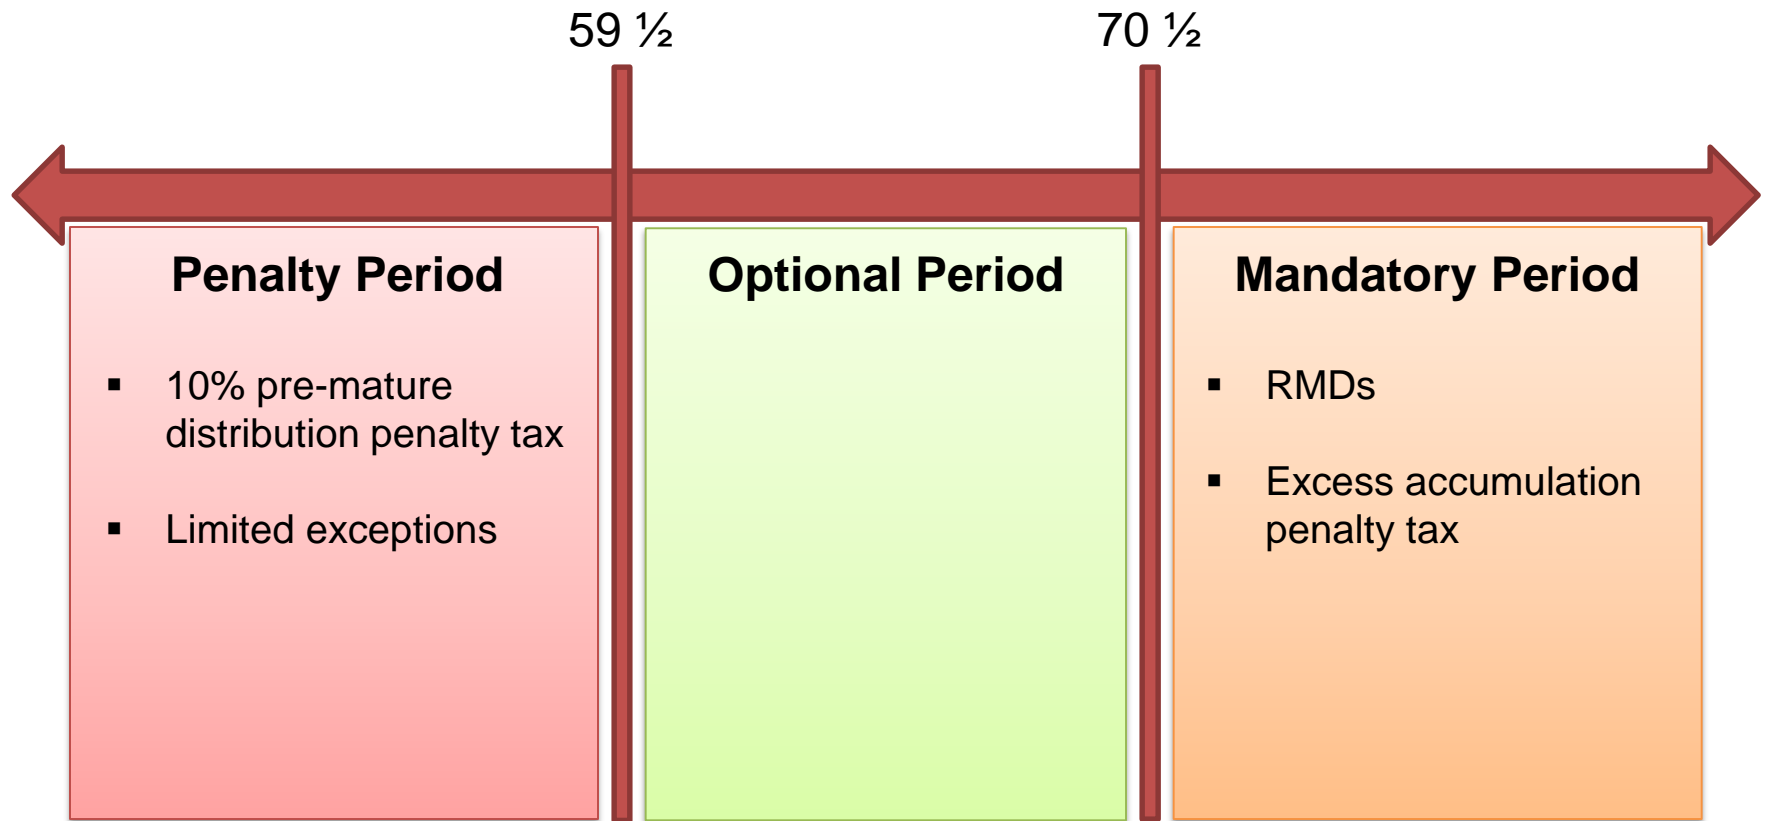 59 ½
70 ½
Penalty Period
▪ 10% pre-mature
distribution penalty tax
▪ Limited exceptions
Optional Period
Mandatory Period
▪ RMDs
▪ Excess accumulation
penalty tax